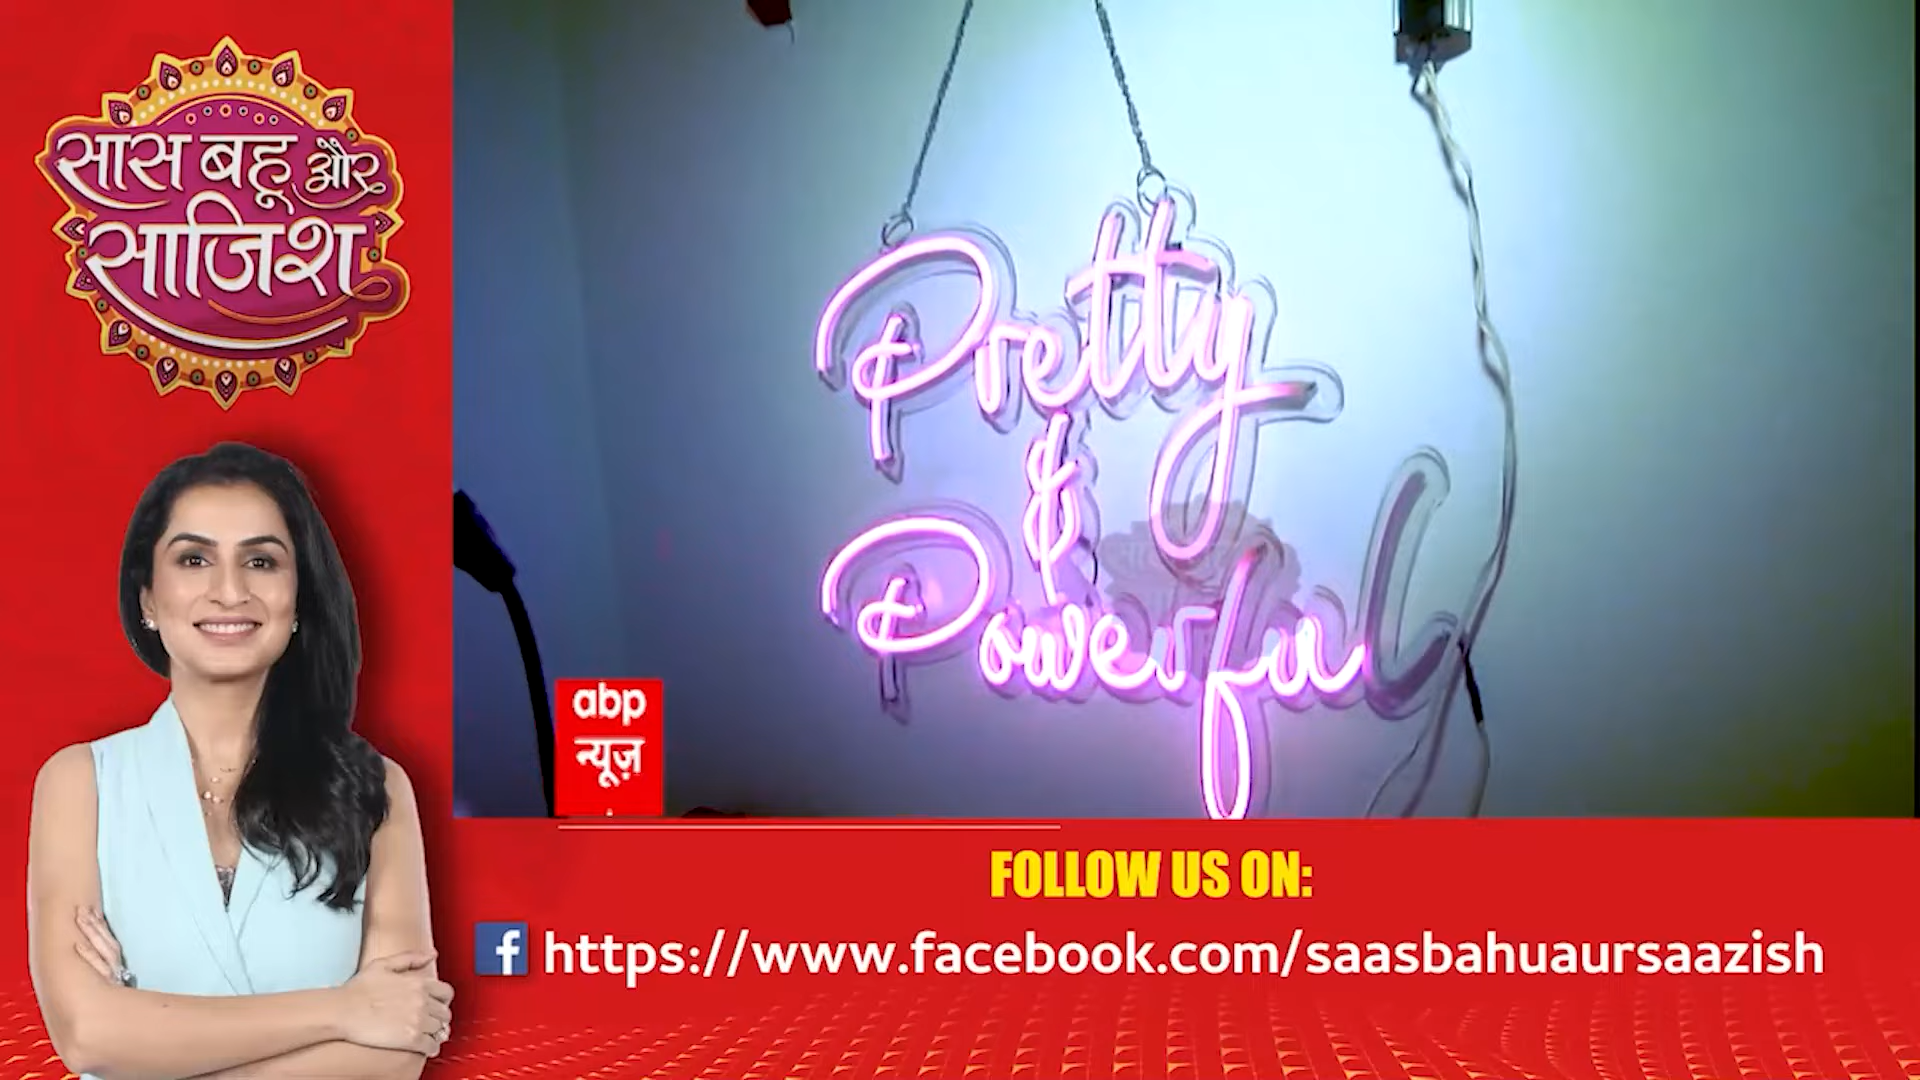 सास बहू और
साजिश
Pretty
&
Powerful
abp
न्यूज़
FOLLOW US ON:
https://www.facebook.com/saasbahuaursaazish